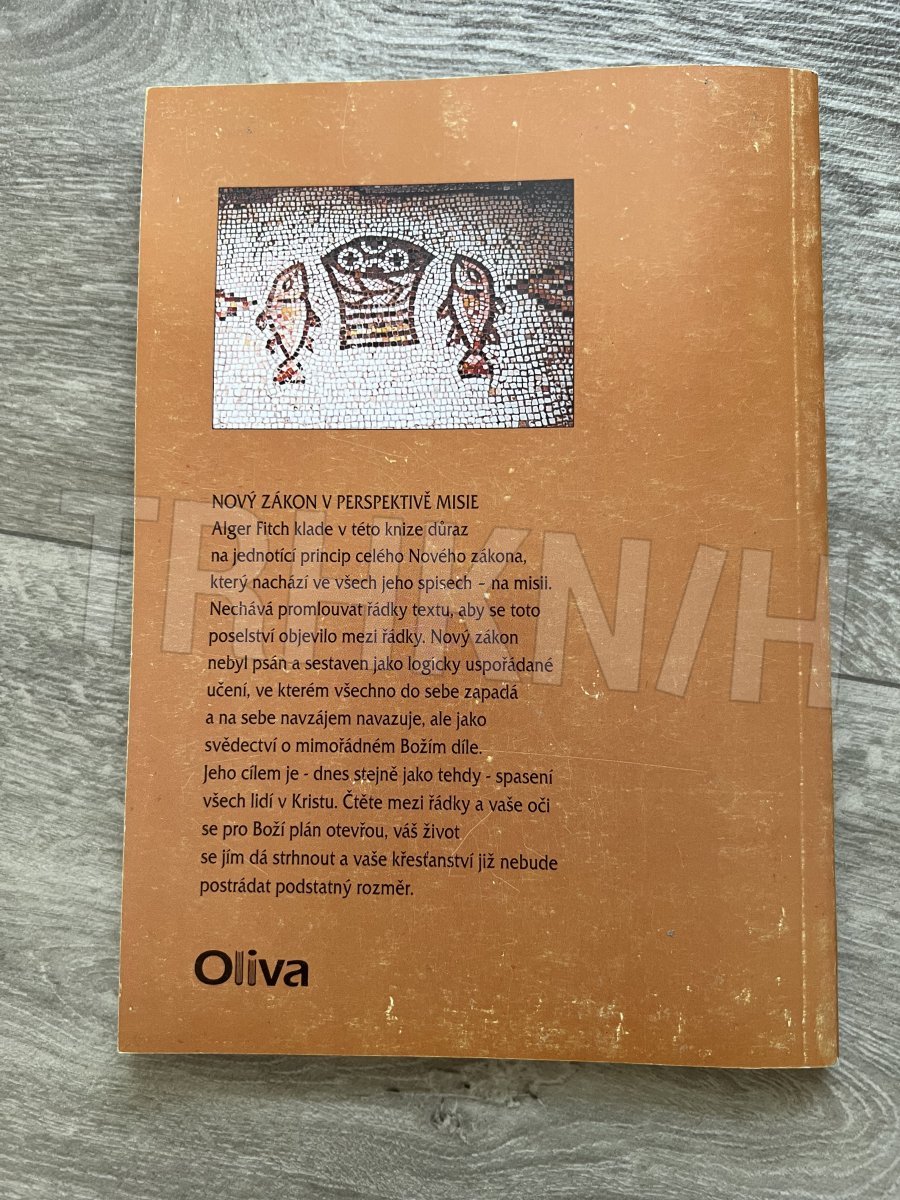 NOVÝ ZÁKON V PERSPEKTIVĚ MISIE
Alger Fitch klade v této knize důraz
na jednotící princip celého Nového zákona,
který nachází ve všech jeho spisech – na misii.
Nechává promlouvat řádky textu, aby se toto
poselství objevilo mezi řádky. Nový zákon
nebyl psán a sestaven jako logicky uspořádané
učení, ve kterém všechno do sebe zapadá
a na sebe navzájem navazuje, ale jako
svědectví o mimořádném Božím díle.
Jeho cílem je - dnes stejně jako tehdy - spasení
všech lidí v Kristu. Čtěte mezi řádky a vaše oči
se pro Boží plán otevřou, váš život
se jím dá strhnout a vaše křesťanství již nebude
postrádat podstatný rozměr.
Oliva